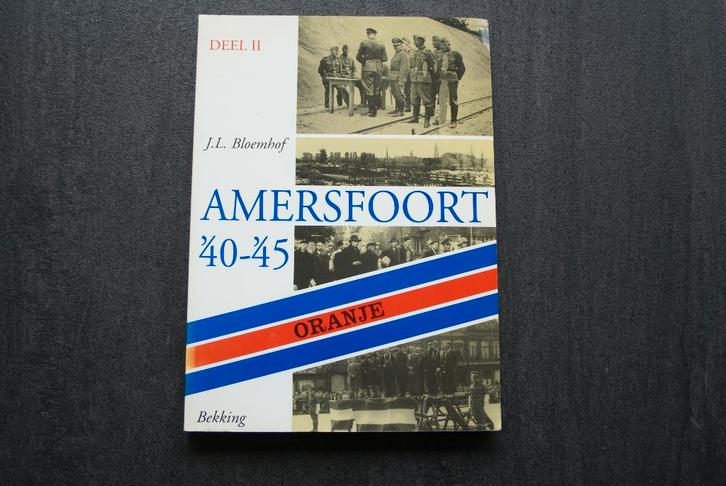 DEEL II
J.L. Bloemhof
AMERSFOORT
'40-'45
ORANJE
Bekking